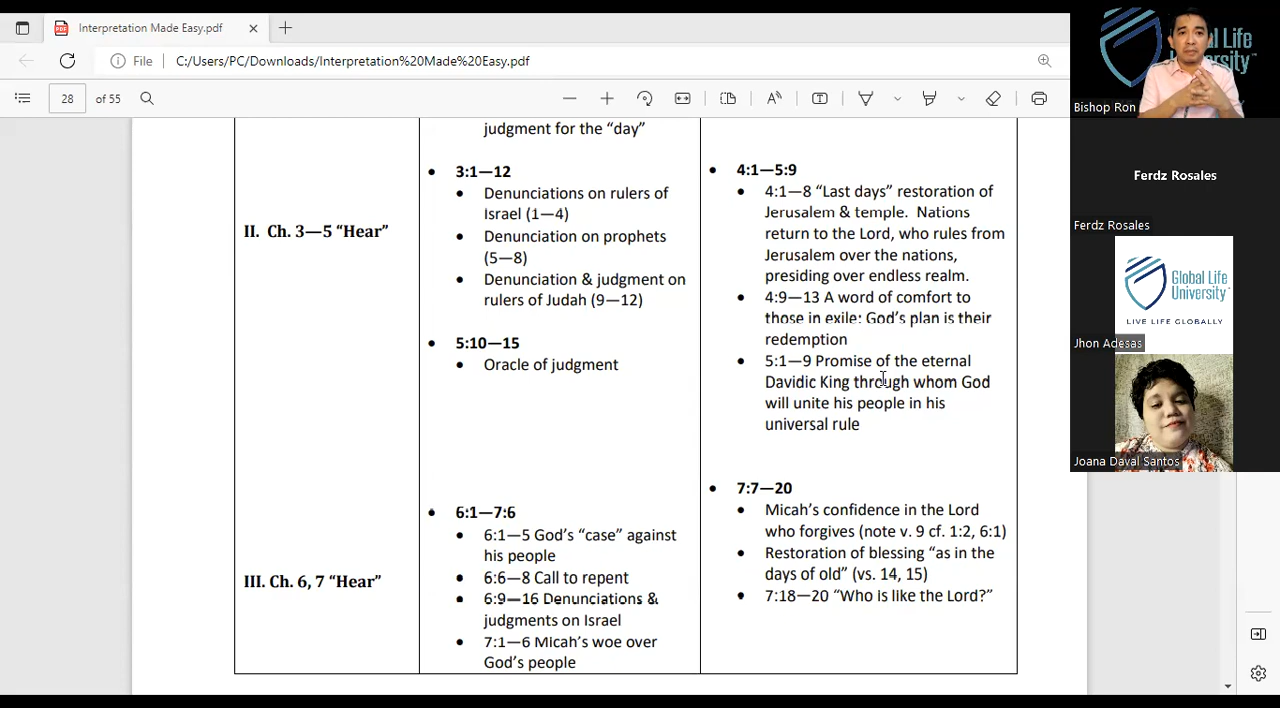 Interpretation Made Easy.pdf
File
C:/Users/PC/Downloads/Interpretation%20Made%20Easy.pdf
28 of 55
judgment for the “day”
II. Ch. 3—5 “Hear”
3:1—12
Denunciations on rulers of
Israel (1—4)
Denunciation on prophets
(5—8)
Denunciation & judgment on
rulers of Judah (9—12)
5:10—15
Oracle of judgment
4:1—5:9
4:1—8 “Last days” restoration of
Jerusalem & temple. Nations
return to the Lord, who rules from
Jerusalem over the nations,
presiding over endless realm.
4:9—13 A word of comfort to
those in exile: God’s plan is their
redemption
5:1—9 Promise of the eternal
Davidic King through whom God
will unite his people in his
universal rule
III. Ch. 6, 7 “Hear”
6:1—7:6
6:1—5 God’s “case” against
his people
6:6—8 Call to repent
6:9—16 Denunciations &
judgments on Israel
7:1—6 Micah’s woe over
God’s people
7:7—20
Micah’s confidence in the Lord
who forgives (note v. 9 cf. 1:2, 6:1)
Restoration of blessing “as in the
days of old” (vs. 14, 15)
7:18—20 “Who is like the Lord?”
Bishop Ron
Ferdz Rosales
Ferdz Rosales
Global Life
University
LIVE LIFE GLOBALLY
Jhon Adesas
Joana Daval Santos